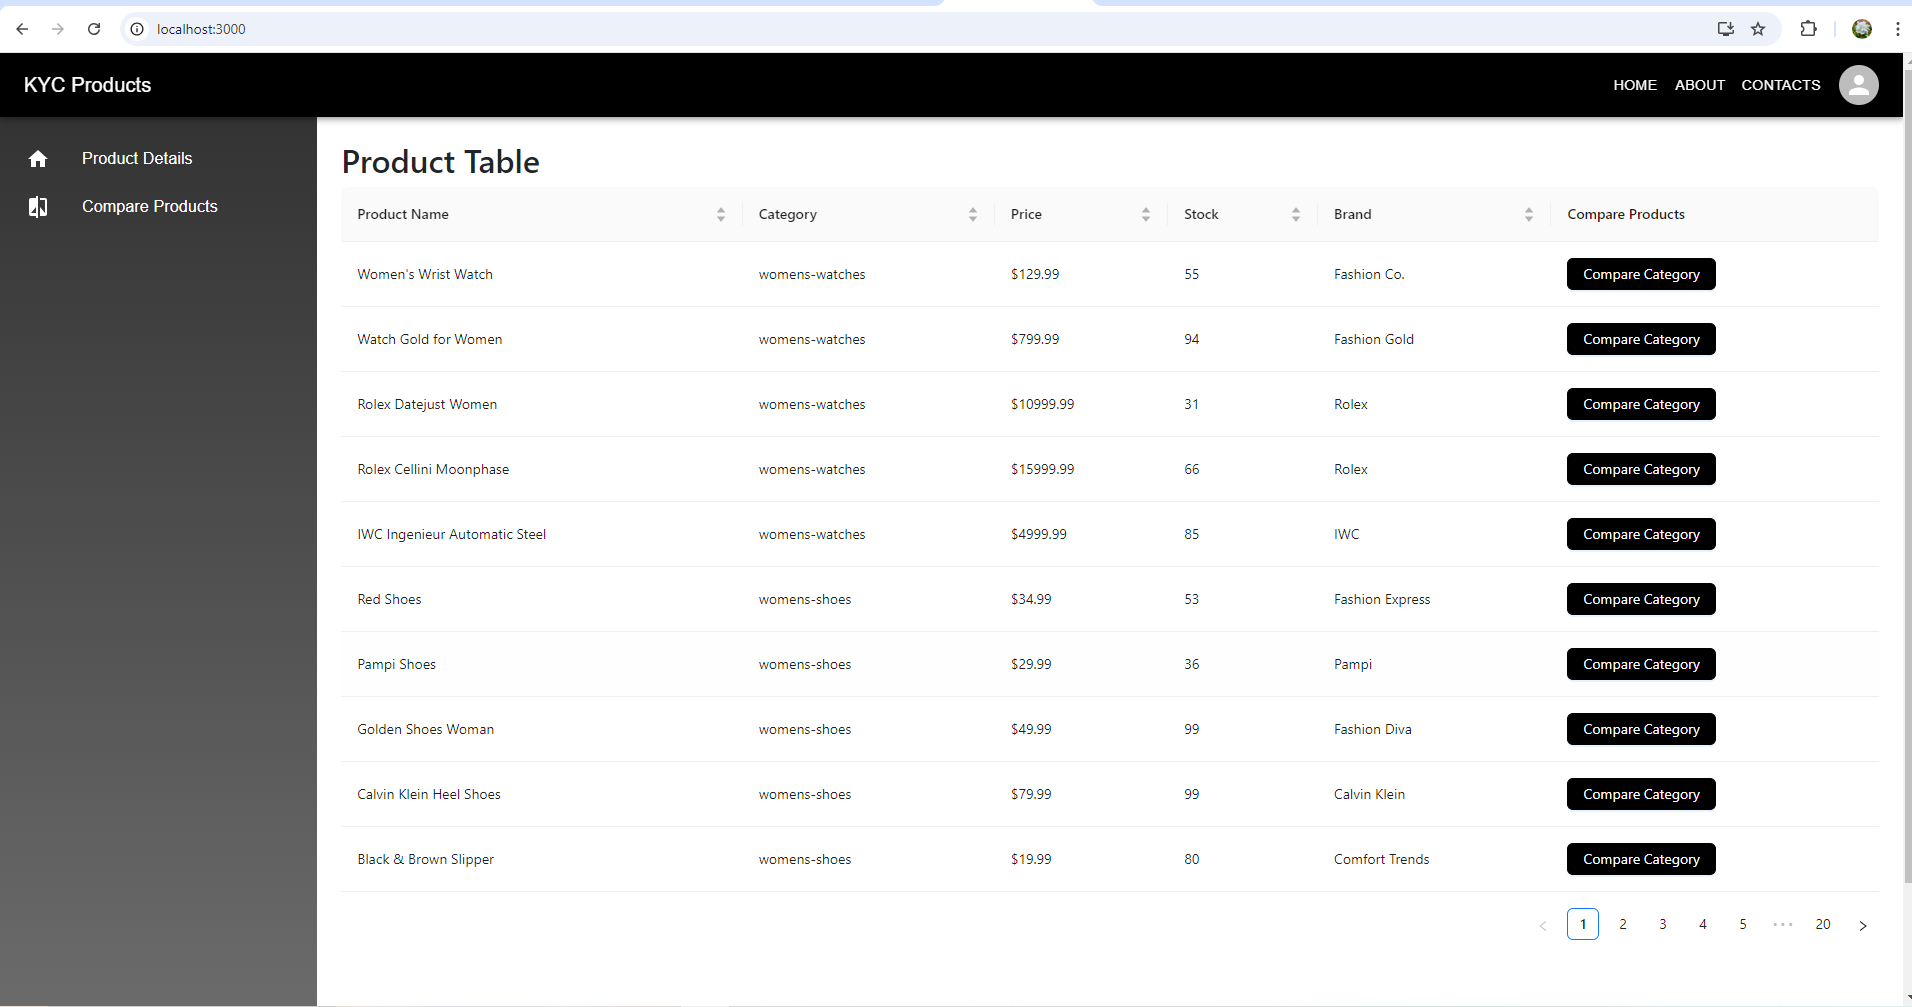 localhost:3000
KYC Products HOME ABOUT CONTACTS
Product Details
Compare Products
Product Table
Product Name Category Price Stock Brand Compare Products
Women's Wrist Watch womens-watches $129.99 55 Fashion Co. Compare Category
Watch Gold for Women womens-watches $799.99 94 Fashion Gold Compare Category
Rolex Datejust Women womens-watches $10999.99 31 Rolex Compare Category
Rolex Cellini Moonphase womens-watches $15999.99 66 Rolex Compare Category
IWC Ingenieur Automatic Steel womens-watches $4999.99 85 IWC Compare Category
Red Shoes womens-shoes $34.99 53 Fashion Express Compare Category
Pampi Shoes womens-shoes $29.99 36 Pampi Compare Category
Golden Shoes Woman womens-shoes $49.99 99 Fashion Diva Compare Category
Calvin Klein Heel Shoes womens-shoes $79.99 99 Calvin Klein Compare Category
Black & Brown Slipper womens-shoes $19.99 80 Comfort Trends Compare Category
< 1 2 3 4 5 ••• 20 >